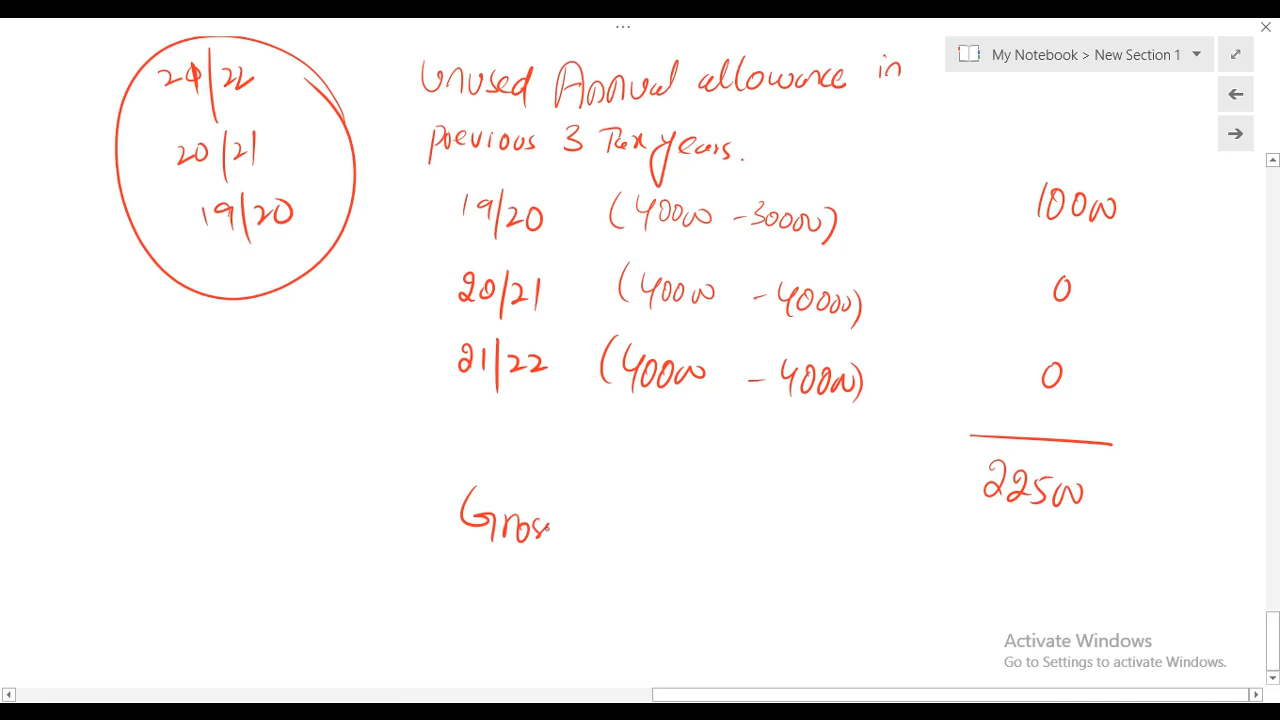 My Notebook > New Section 1
21/22
20/21
19/20
Unused Annual allowance in
previous 3 Tax years.
19/20 (40000 - 30000) 10000
20/21 (40000 - 40000) 0
21/22 (40000 - 40000) 0
22500
Gross
Activate Windows
Go to Settings to activate Windows.